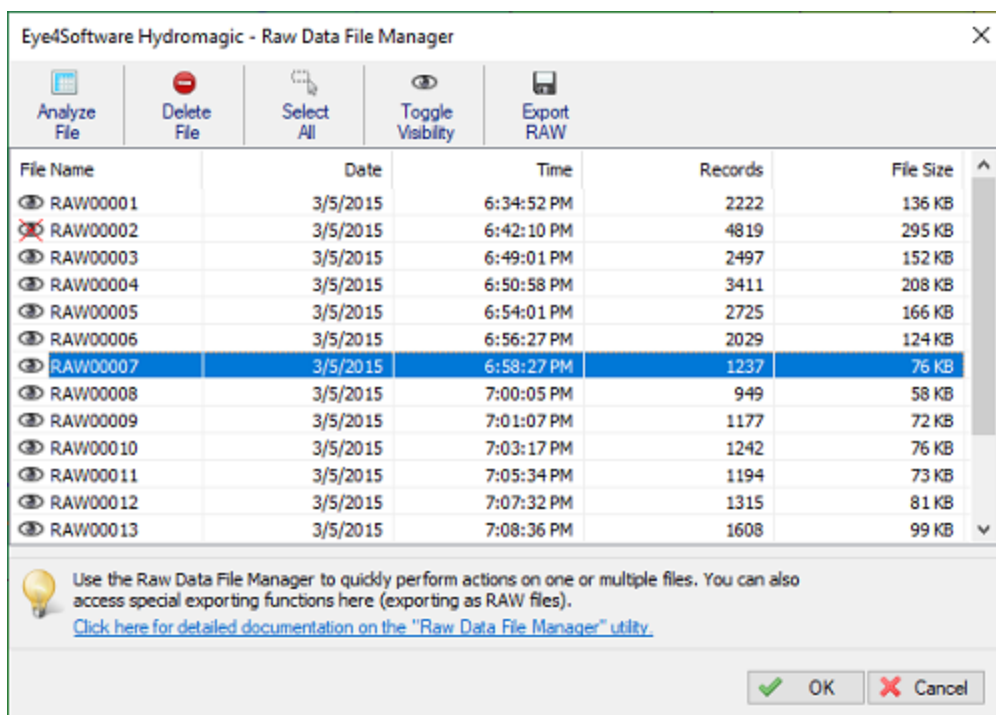 Eye4Software Hydromagic - Raw Data File Manager
Analyze File Delete File Select All Toggle Visibility Export RAW
File Name Date Time Records File Size
RAW00001 3/5/2015 6:34:52 PM 2222 136 KB
RAW00002 3/5/2015 6:42:10 PM 4819 295 KB
RAW00003 3/5/2015 6:49:01 PM 2497 152 KB
RAW00004 3/5/2015 6:50:58 PM 3411 208 KB
RAW00005 3/5/2015 6:54:01 PM 2725 166 KB
RAW00006 3/5/2015 6:56:27 PM 2029 124 KB
RAW00007 3/5/2015 6:58:27 PM 1237 76 KB
RAW00008 3/5/2015 7:00:05 PM 949 58 KB
RAW00009 3/5/2015 7:01:07 PM 1177 72 KB
RAW00010 3/5/2015 7:03:17 PM 1242 76 KB
RAW00011 3/5/2015 7:05:34 PM 1194 73 KB
RAW00012 3/5/2015 7:07:32 PM 1315 81 KB
RAW00013 3/5/2015 7:08:36 PM 1608 99 KB
Use the Raw Data File Manager to quickly perform actions on one or multiple files. You can also
access special exporting functions here (exporting as RAW files).
Click here for detailed documentation on the "Raw Data File Manager" utility.
OK Cancel